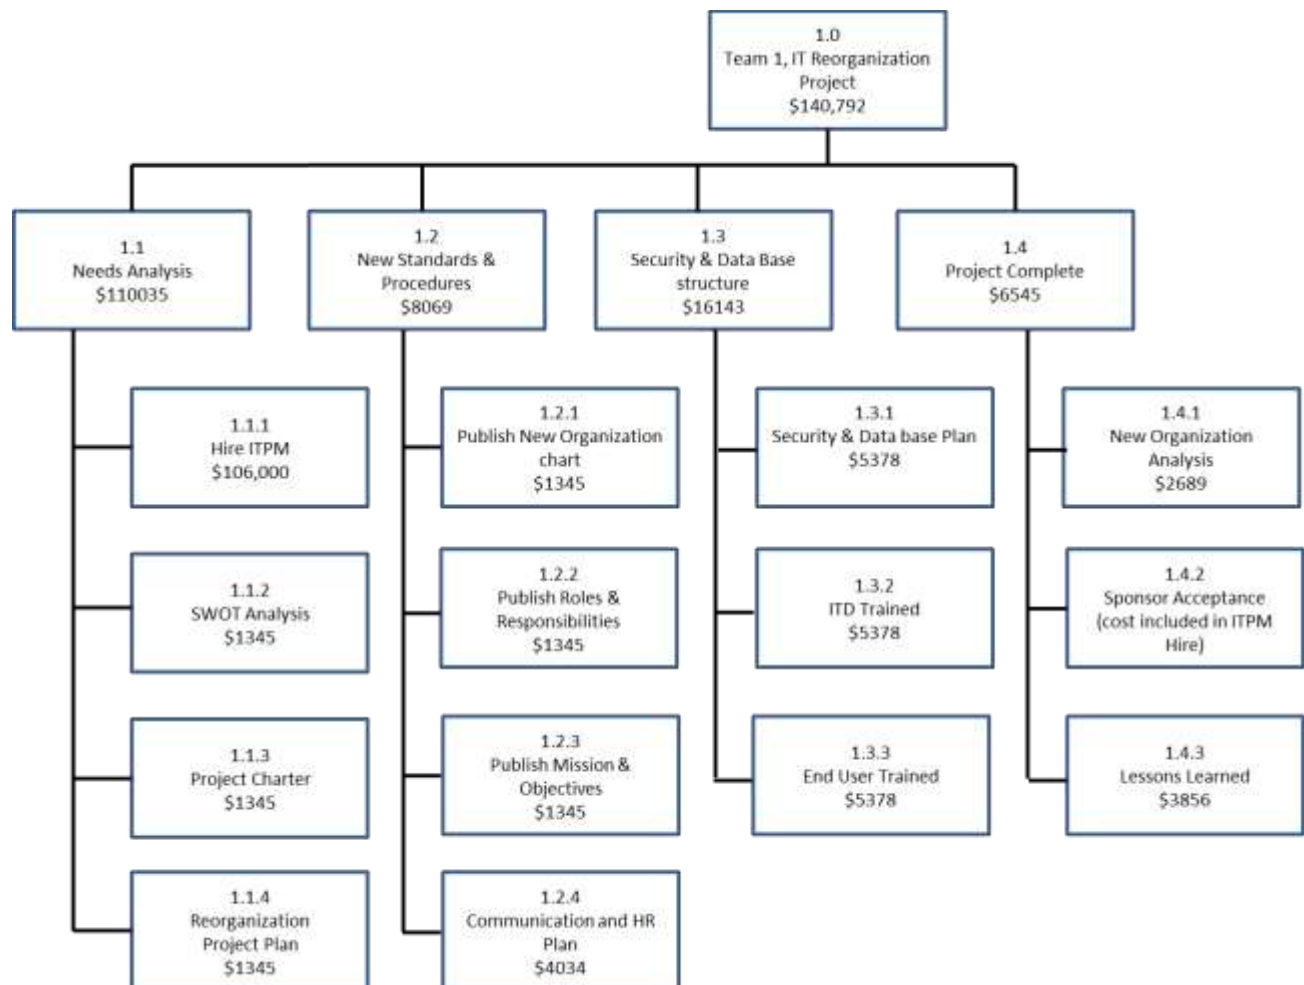 1.0
Team 1, IT Reorganization
Project
$140,792
1.1
Needs Analysis
$110035
1.2
New Standards &
Procedures
$8069
1.3
Security & Data Base
structure
$16143
1.4
Project Complete
$6545
1.1.1
Hire ITPM
$106,000
1.2.1
Publish New Organization
chart
$1345
1.3.1
Security & Data base Plan
$5378
1.4.1
New Organization
Analysis
$2689
1.1.2
SWOT Analysis
$1345
1.2.2
Publish Roles &
Responsibilities
$1345
1.3.2
ITD Trained
$5378
1.4.2
Sponsor Acceptance
(cost included in ITPM
Hire)
1.1.3
Project Charter
$1345
1.2.3
Publish Mission &
Objectives
$1345
1.3.3
End User Trained
$5378
1.4.3
Lessons Learned
$3856
1.1.4
Reorganization
Project Plan
$1345
1.2.4
Communication and HR
Plan
$4034